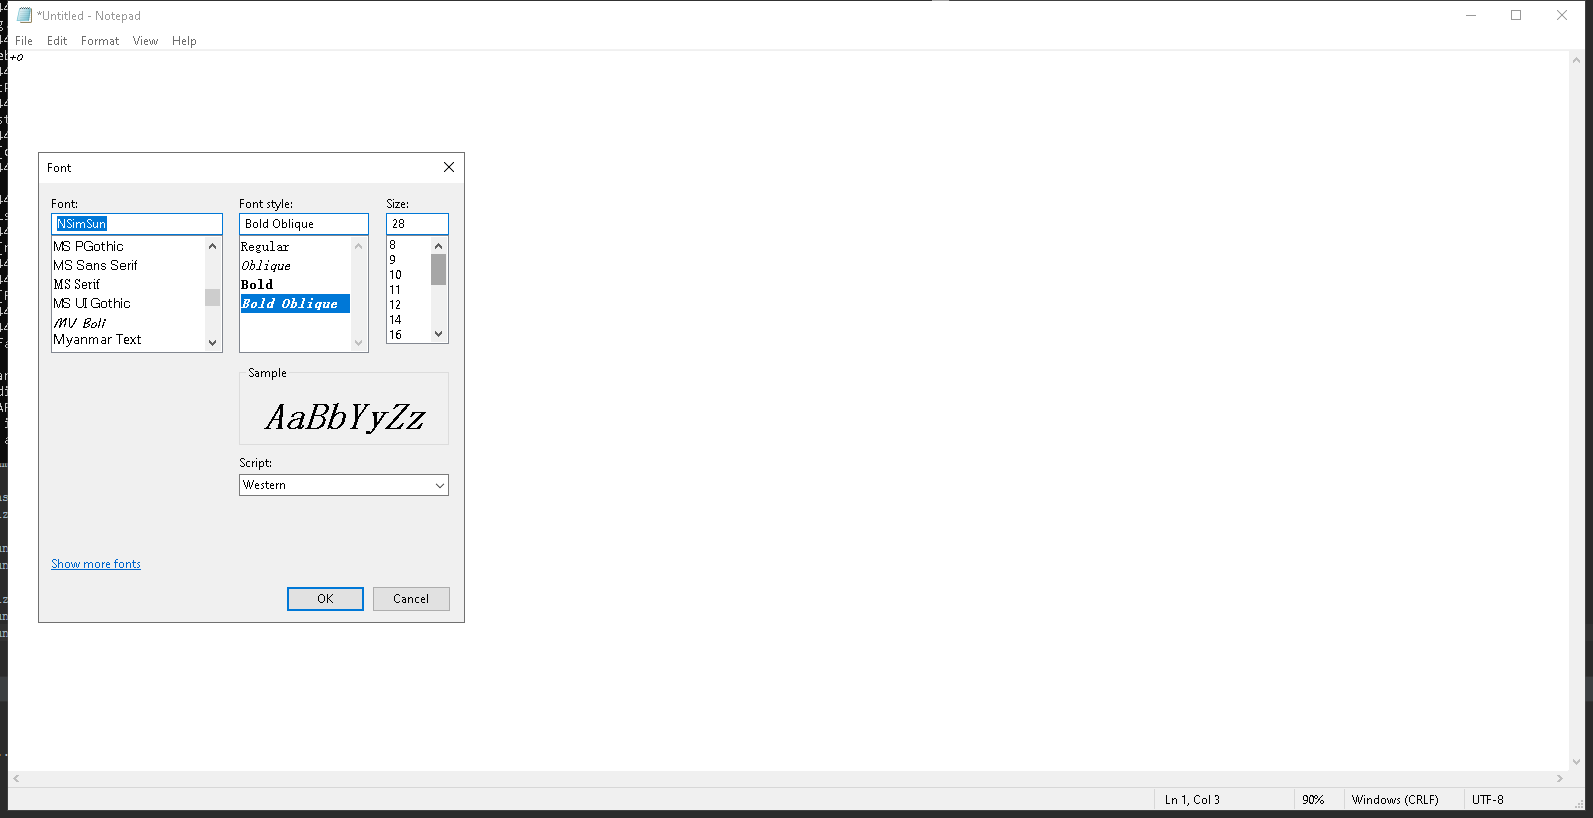 *Untitled - Notepad
File Edit Format View Help
+o
Font
Font: Font style: Size:
NSimSun Bold Oblique 28
MS PGothic Regular 8
MS Sans Serif Oblique 9
MS Serif Bold 10
MS UI Gothic Bold Oblique 11
MV Boli 12
Myanmar Text 14
16
Sample
AaBbYyZz
Script:
Western
Show more fonts
OK Cancel
Ln 1, Col 3 90% Windows (CRLF) UTF-8